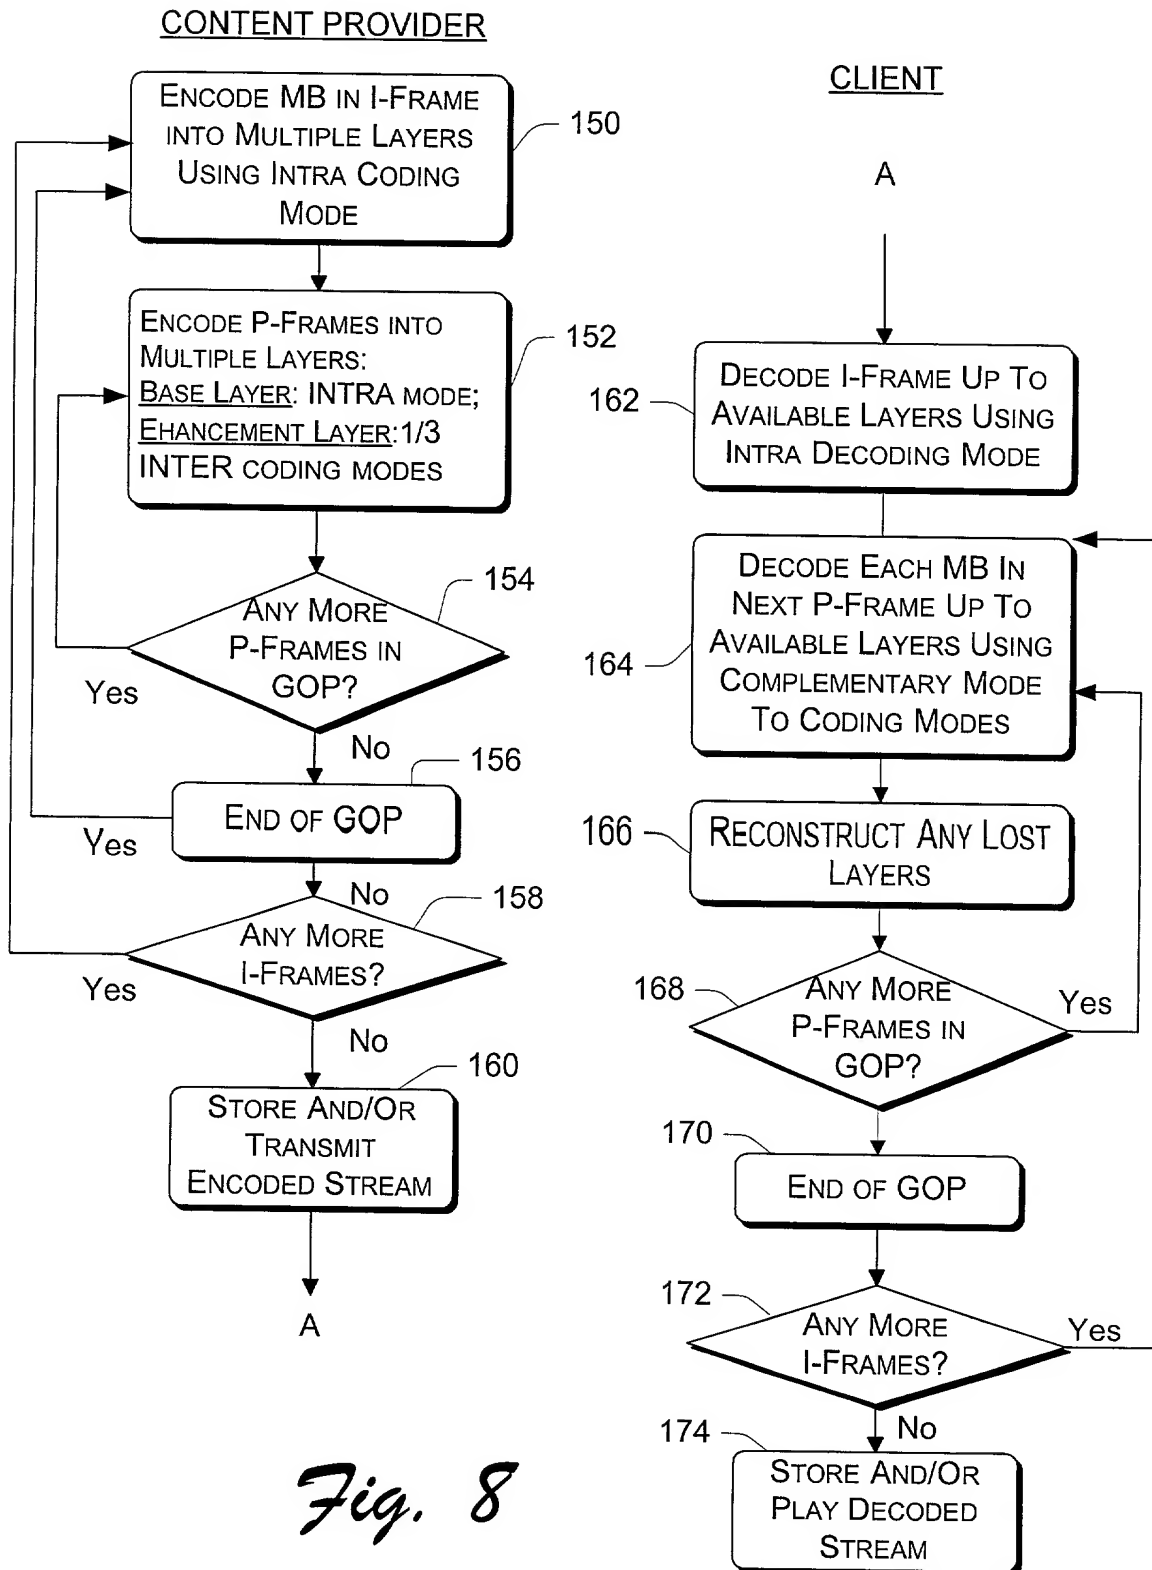 CONTENT PROVIDER
ENCODE MB IN I-FRAME
INTO MULTIPLE LAYERS
USING INTRA CODING
MODE
150
ENCODE P-FRAMES INTO
MULTIPLE LAYERS:
BASE LAYER: INTRA MODE;
EHANCEMENT LAYER:1/3
INTER CODING MODES
152
ANY MORE
P-FRAMES IN
GOP?
154
Yes
No
156
END OF GOP
Yes
No
158
ANY MORE
I-FRAMES?
Yes
No
160
STORE AND/OR
TRANSMIT
ENCODED STREAM
A
CLIENT
A
162
DECODE I-FRAME UP TO
AVAILABLE LAYERS USING
INTRA DECODING MODE
164
DECODE EACH MB IN
NEXT P-FRAME UP TO
AVAILABLE LAYERS USING
COMPLEMENTARY MODE
TO CODING MODES
166
RECONSTRUCT ANY LOST
LAYERS
168
ANY MORE
P-FRAMES IN
GOP?
Yes
170
END OF GOP
172
ANY MORE
I-FRAMES?
Yes
No
174
STORE AND/OR
PLAY DECODED
STREAM
Fig. 8